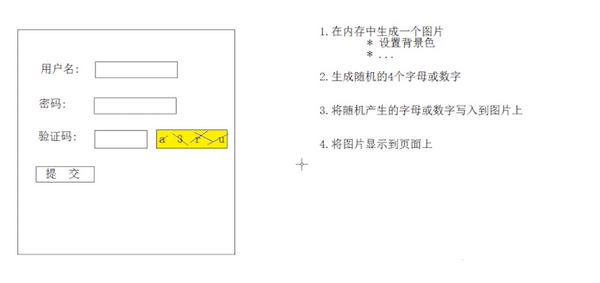 用户名:
密码:
验证码:
a 3 r u
提 交
1.在内存中生成一个图片
* 设置背景色
* ...
2.生成随机的4个字母或数字
3.将随机产生的字母或数字写入到图片上
4.将图片显示到页面上